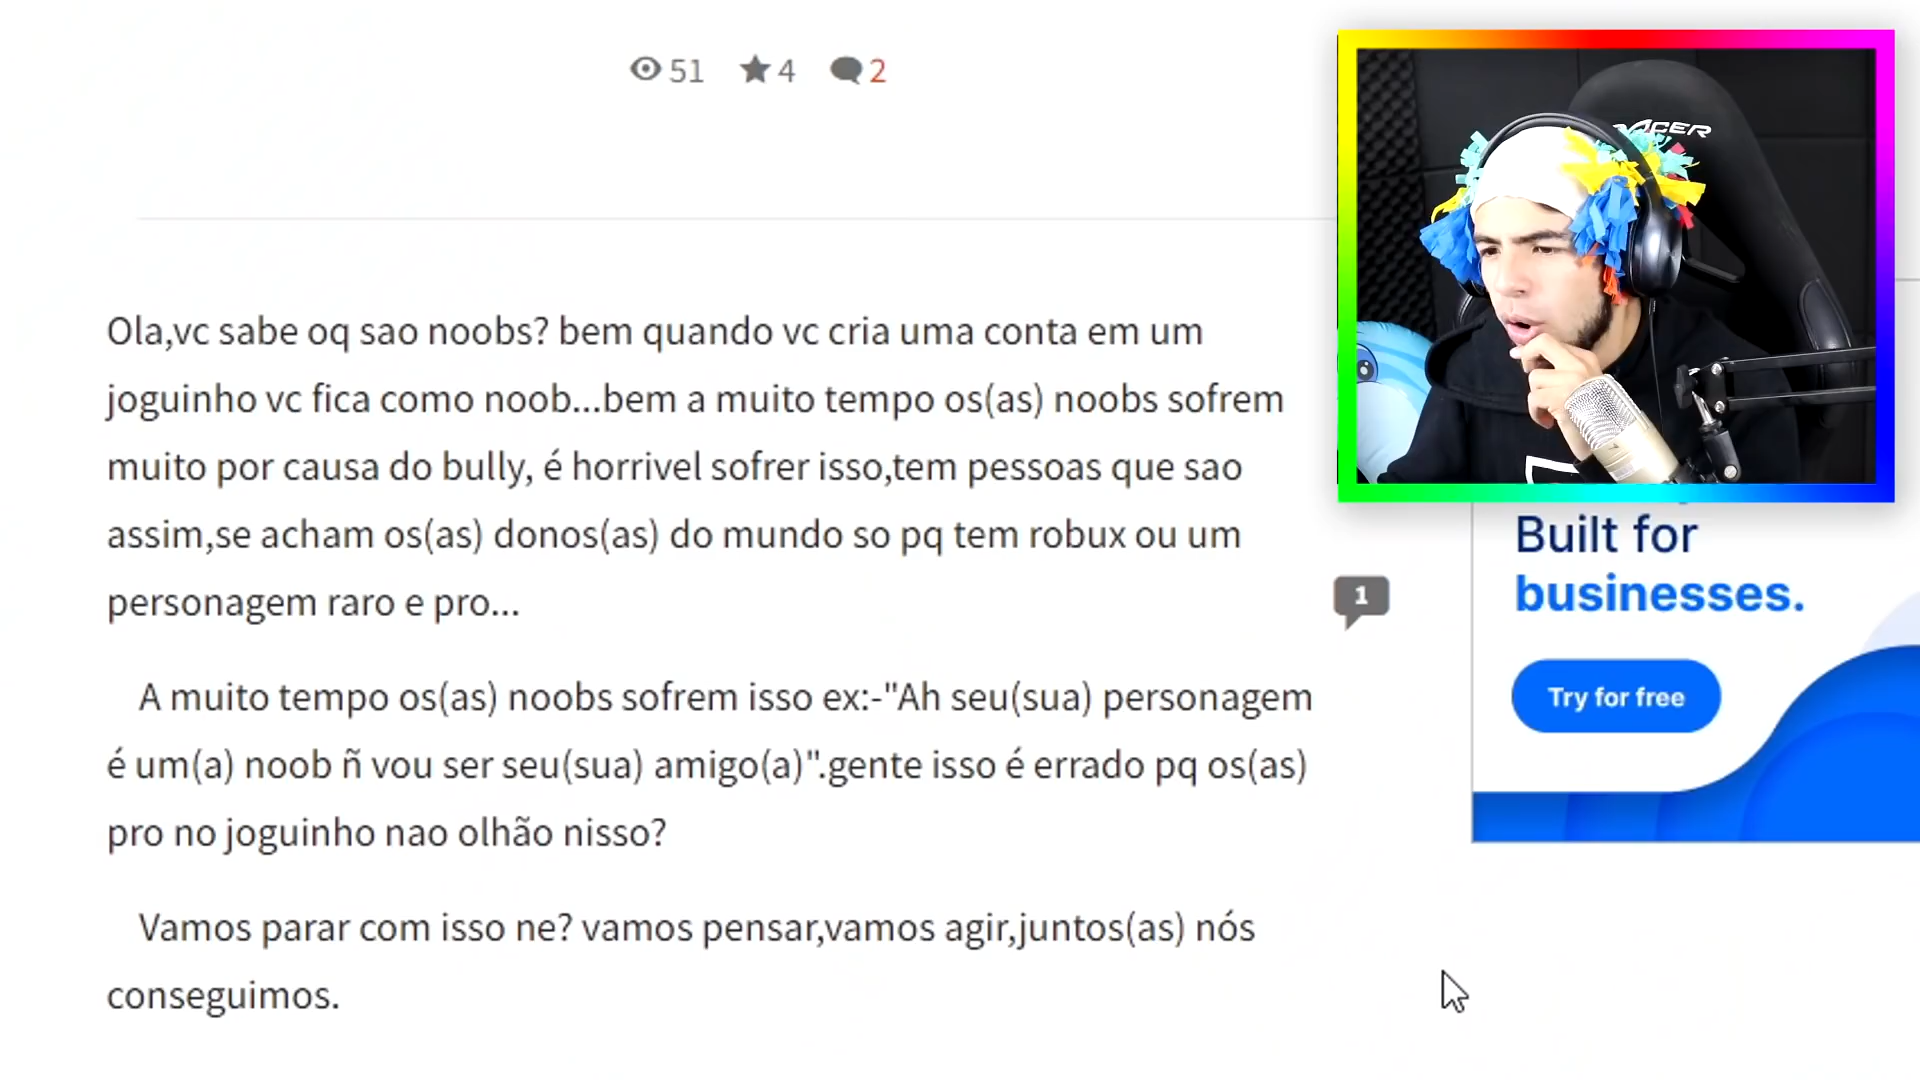 51 4 2
ACER
Ola,vc sabe oq sao noobs? bem quando vc cria uma conta em um
joguinho vc fica como noob...bem a muito tempo os(as) noobs sofrem
muito por causa do bully, é horrivel sofrer isso,tem pessoas que sao
assim,se acham os(as) donos(as) do mundo so pq tem robux ou um
personagem raro e pro...
1
A muito tempo os(as) noobs sofrem isso ex:-"Ah seu(sua) personagem
é um(a) noob ñ vou ser seu(sua) amigo(a)".gente isso é errado pq os(as)
pro no joguinho nao olhão nisso?
Vamos parar com isso ne? vamos pensar,vamos agir,juntos(as) nós
conseguimos.
Built for
businesses.
Try for free